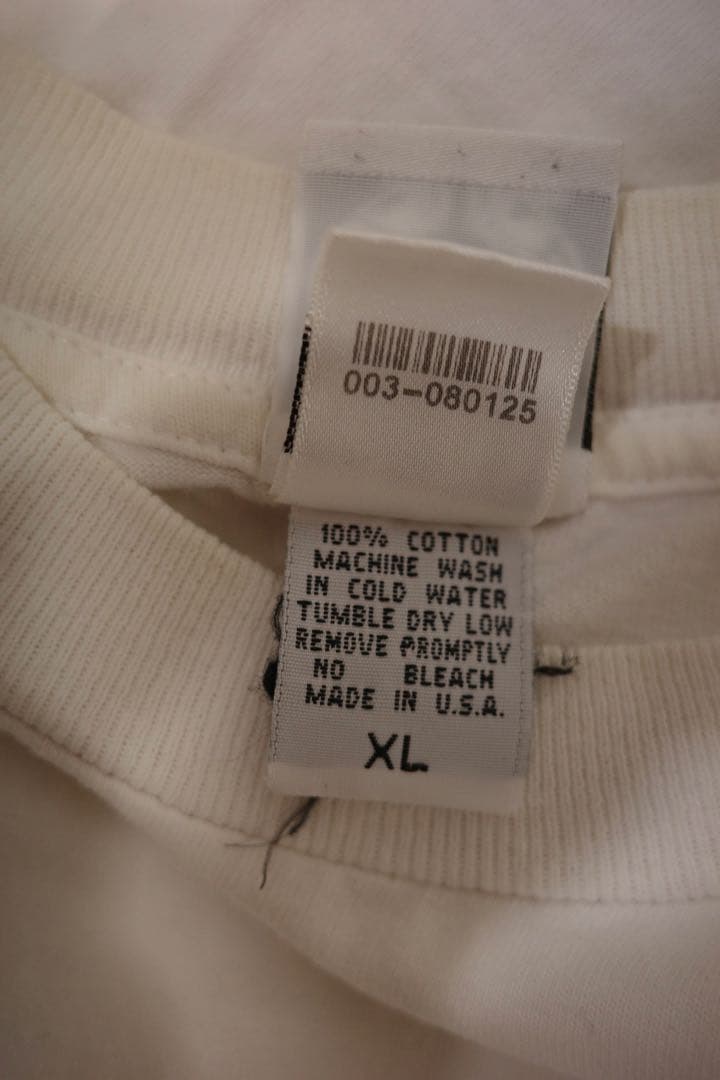 003-080125
100% COTTON
MACHINE WASH
IN COLD WATER
TUMBLE DRY LOW
REMOVE PROMPTLY
NO BLEACH
MADE IN U.S.A.
XL